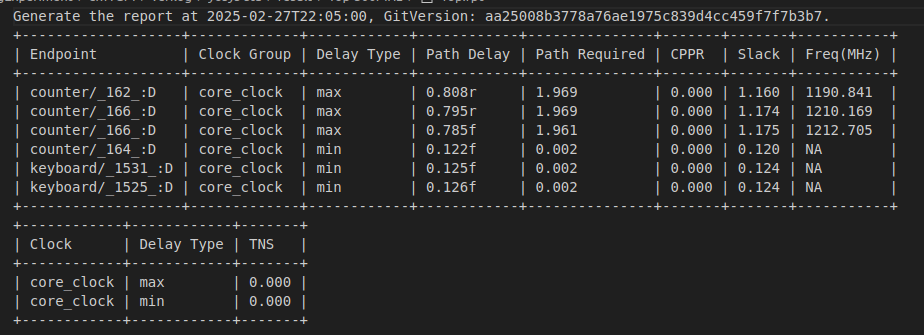 Generate the report at 2025-02-27T22:05:00, GitVersion: aa25008b3778a76ae1975c839d4cc459f7f7b3b7.
+-------------------+-------------+------------+------------+---------------+-------+-------+-----------+
| Endpoint | Clock Group | Delay Type | Path Delay | Path Required | CPPR | Slack | Freq(MHz) |
+-------------------+-------------+------------+------------+---------------+-------+-------+-----------+
| counter/_162_:D | core_clock | max | 0.808r | 1.969 | 0.000 | 1.160 | 1190.841 |
| counter/_166_:D | core_clock | max | 0.795r | 1.969 | 0.000 | 1.174 | 1210.169 |
| counter/_166_:D | core_clock | max | 0.785f | 1.961 | 0.000 | 1.175 | 1212.705 |
| counter/_164_:D | core_clock | min | 0.122f | 0.002 | 0.000 | 0.120 | NA |
| keyboard/_1531_:D | core_clock | min | 0.125f | 0.002 | 0.000 | 0.124 | NA |
| keyboard/_1525_:D | core_clock | min | 0.126f | 0.002 | 0.000 | 0.124 | NA |
+-------------------+-------------+------------+------------+---------------+-------+-------+-----------+
+------------+------------+-------+
| Clock | Delay Type | TNS |
+------------+------------+-------+
| core_clock | max | 0.000 |
| core_clock | min | 0.000 |
+------------+------------+-------+